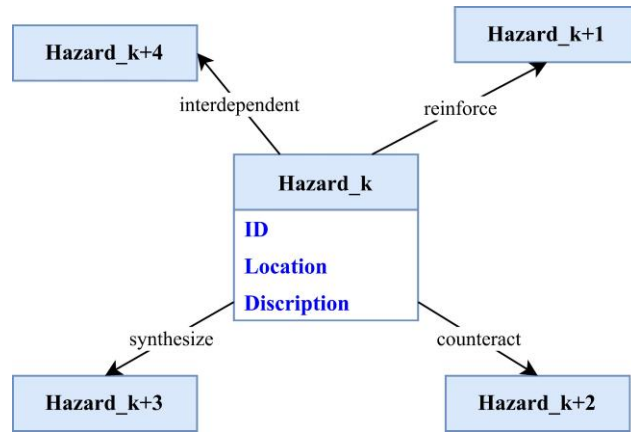 Hazard_k+4
Hazard_k+1
interdependent
reinforce
Hazard_k
ID
Location
Discription
synthesize
counteract
Hazard_k+3
Hazard_k+2